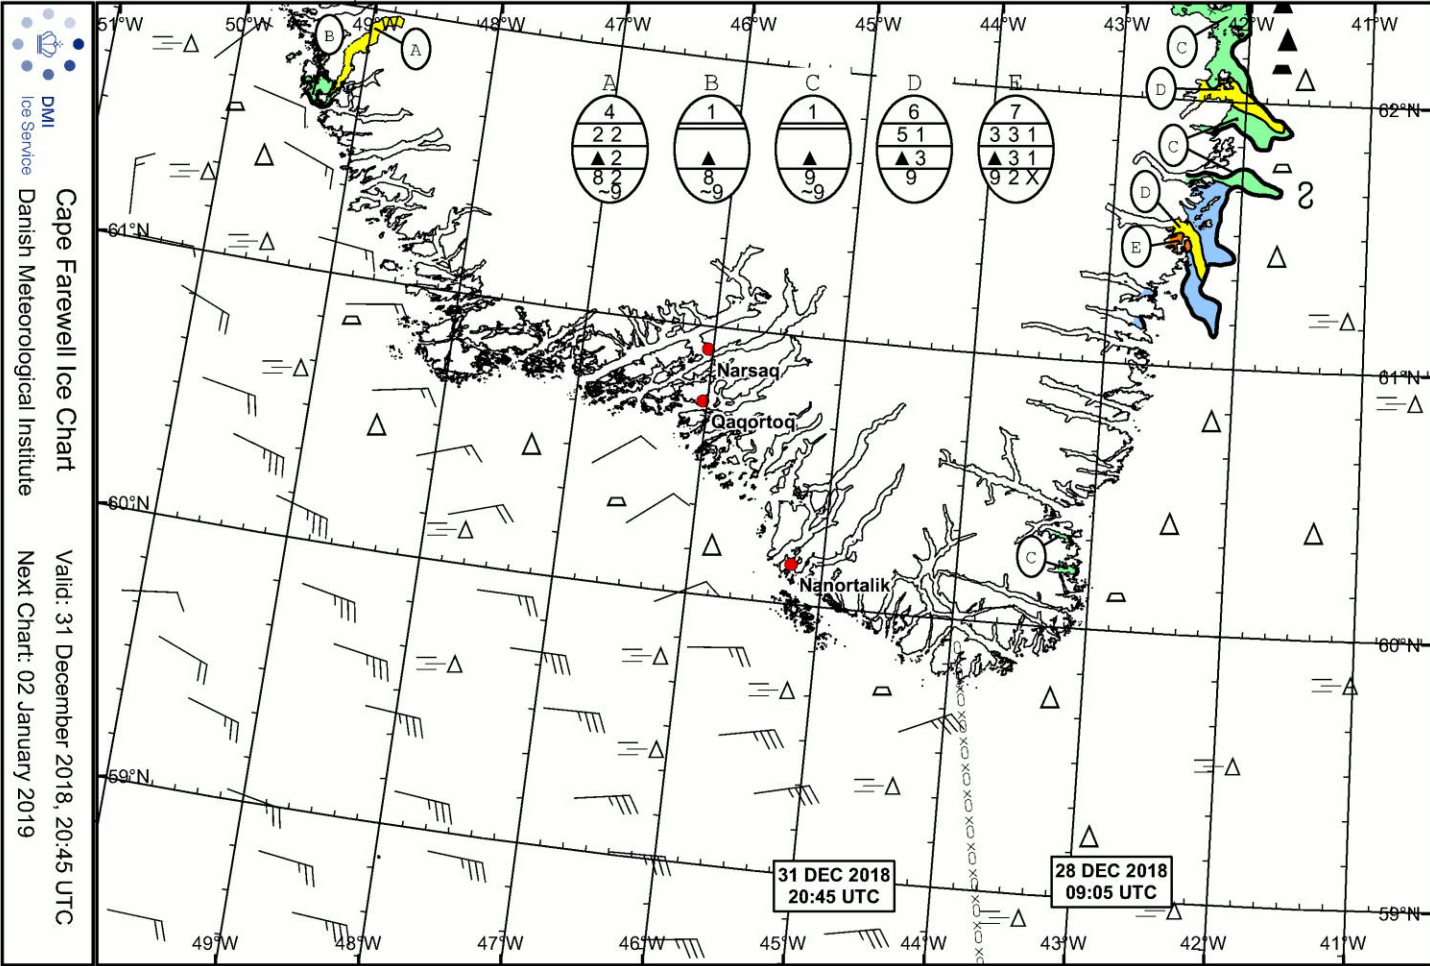 DMI
Ice Service
Cape Farewell Ice Chart
Danish Meteorological Institute
Valid: 31 December 2018, 20:45 UTC
Next Chart: 02 January 2019
51°W 50°W 49°W 48°W 47°W 46°W 45°W 44°W 43°W 42°W 41°W
B
A
C
D
C
D
E
C
A B C D E
4 1 1 6 7
2 2 5 1 3 3 1
▲ 2 ▲ ▲ ▲ 3 ▲ 3 1
8 2 8 9 9 9 2 X
~9 ~9 ~9
62°N
61°N
61°N
60°N
60°N
59°N
59°N
Narsaq
Qaqortoq
Nanortalik
31 DEC 2018
20:45 UTC
28 DEC 2018
09:05 UTC
49°W 48°W 47°W 46°W 45°W 44°W 43°W 42°W 41°W